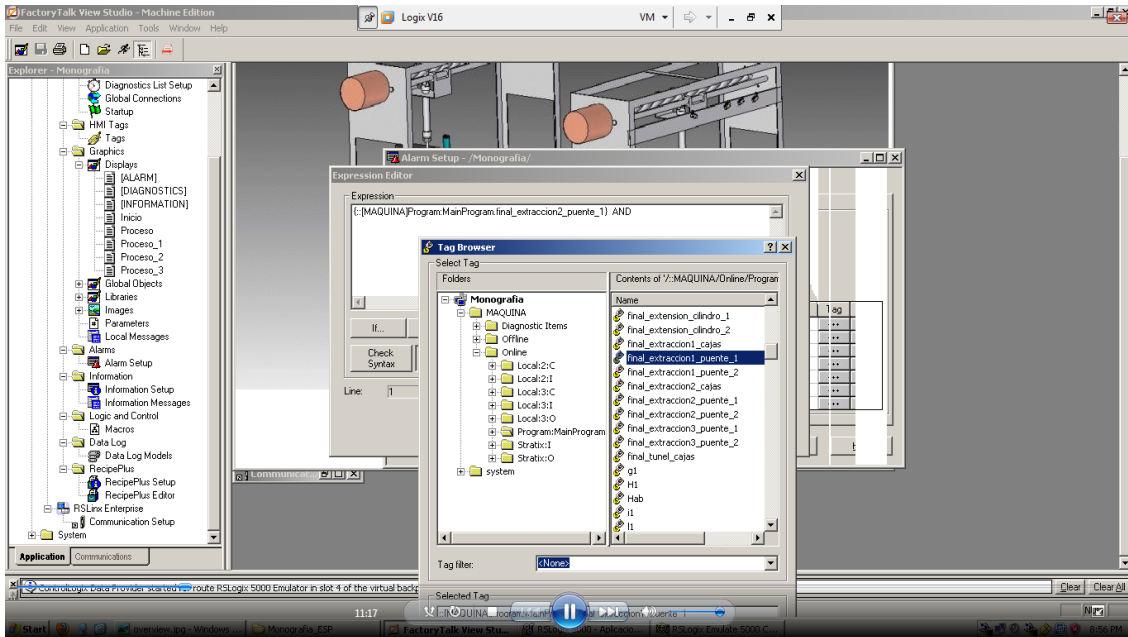 FactoryTalk View Studio - Machine Edition
Logix V16
VM
File Edit View Application Tools Window Help
Explorer - Monografia
Diagnostics List Setup
Global Connections
Startup
HMI Tags
Tags
Graphics
Displays
[ALARM]
[DIAGNOSTICS]
[INFORMATION]
Inicio
Proceso
Proceso_1
Proceso_2
Proceso_3
Global Objects
Libraries
Images
Parameters
Local Messages
Alarms
Alarm Setup
Information
Information Setup
Information Messages
Logic and Control
Macros
Data Log
Data Log Models
RecipePlus
RecipePlus Setup
RecipePlus Editor
RSLinx Enterprise
Communication Setup
System
Application Communications
Alarm Setup - /Monografia/
Expression Editor
Expression
{::[MAQUINA]Program:MainProgram.final_extraccion2_puente_1} AND
If...
Check
Syntax
Line: 1
Tag
Tag Browser
Select Tag
Folders
Monografia
MAQUINA
Diagnostic Items
Offline
Online
Local:2:C
Local:2:I
Local:3:C
Local:3:I
Local:3:O
Program:MainProgram
Stratix:I
Stratix:O
system
Contents of '/::MAQUINA/Online/Program
Name
final_extension_cilindro_1
final_extension_cilindro_2
final_extraccion1_cajas
final_extraccion1_puente_1
final_extraccion1_puente_2
final_extraccion2_cajas
final_extraccion2_puente_1
final_extraccion2_puente_2
final_extraccion3_puente_1
final_extraccion3_puente_2
final_tunel_cajas
g1
H1
Hab
i1
Tag filter: <None>
Selected Tag
ControlLogix Data Provider started route RSLogix 5000 Emulator in slot 4 of the virtual backp
Clear Clear All
11:17
Start overview.jpg - Windows ... Monografia_ESP FactoryTalk View Stu... RSLogix Emulate 5000 C... 8:56 PM